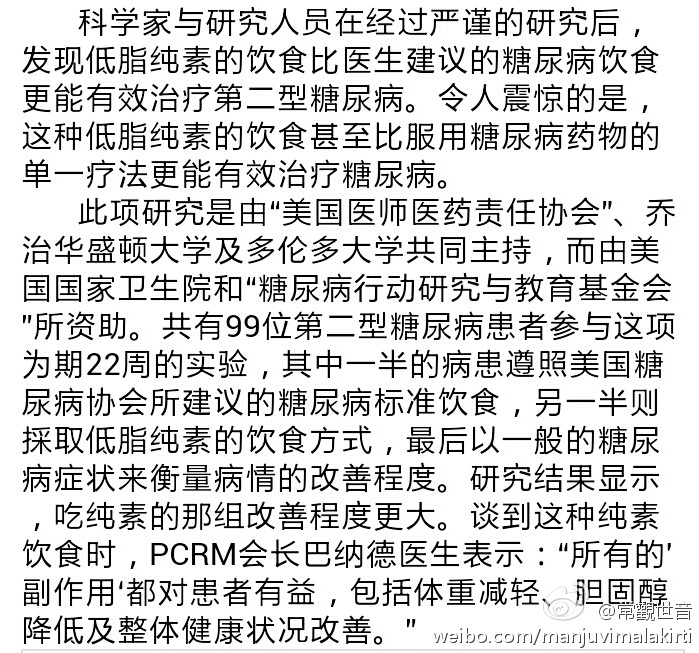 科学家与研究人员在经过严谨的研究后，
发现低脂纯素的饮食比医生建议的糖尿病饮食
更能有效治疗第二型糖尿病。令人震惊的是，
这种低脂纯素的饮食甚至比服用糖尿病药物的
单一疗法更能有效治疗糖尿病。
此项研究是由“美国医师医药责任协会”、乔
治华盛顿大学及多伦多大学共同主持，而由美
国国家卫生院和“糖尿病行动研究与教育基金会
”所资助。共有99位第二型糖尿病患者参与这项
为期22周的实验，其中一半的病患遵照美国糖
尿病协会所建议的糖尿病标准饮食，另一半则
採取低脂纯素的饮食方式，最后以一般的糖尿
病症状来衡量病情的改善程度。研究结果显示
，吃纯素的那组改善程度更大。谈到这种纯素
饮食时，PCRM会长巴纳德医生表示：“所有的’
副作用‘都对患者有益，包括体重减轻、胆固醇
降低及整体健康状况改善。”
@常觀世音
weibo.com/manjuvimalakirti